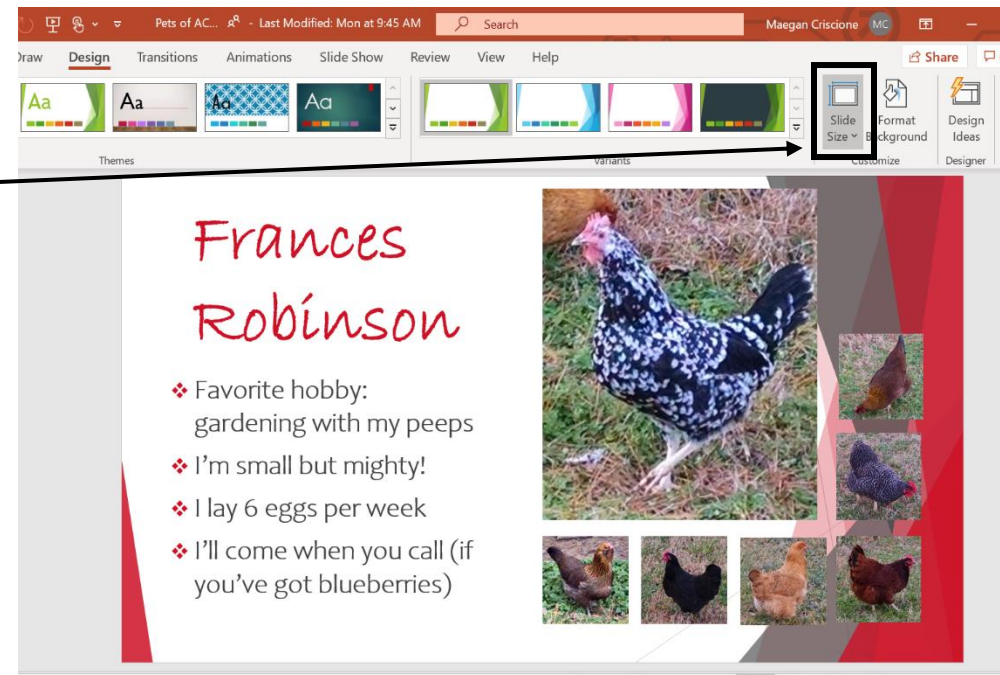 Pets of AC... - Last Modified: Mon at 9:45 AM Search Maegan Criscione MC
Draw Design Transitions Animations Slide Show Review View Help Share
Aa Aa Aa Aa
Slide Size Format Background Design Ideas
Themes Variants Customize Designer
Frances
Robinson
❖ Favorite hobby:
gardening with my peeps
❖ I'm small but mighty!
❖ I lay 6 eggs per week
❖ I'll come when you call (if
you've got blueberries)